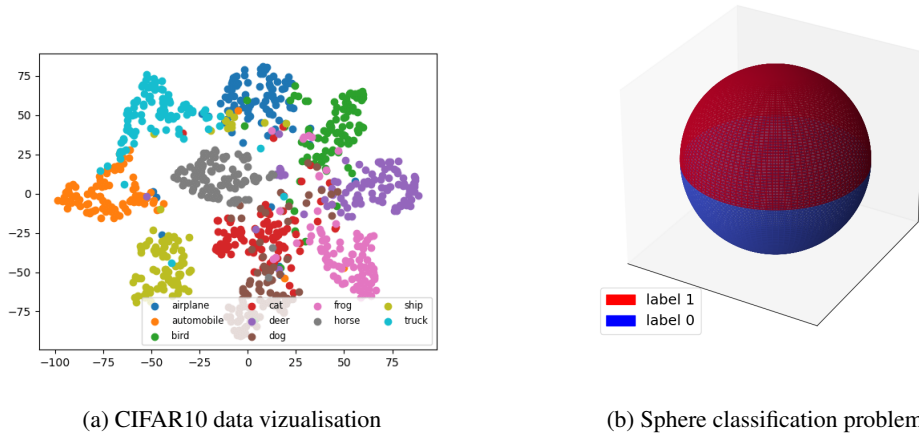 75
50
25
0
−25
−50
−75
airplane cat frog ship
automobile deer horse truck
bird dog
−100 −75 −50 −25 0 25 50 75
label 1
label 0
(a) CIFAR10 data vizualisation
(b) Sphere classification problem